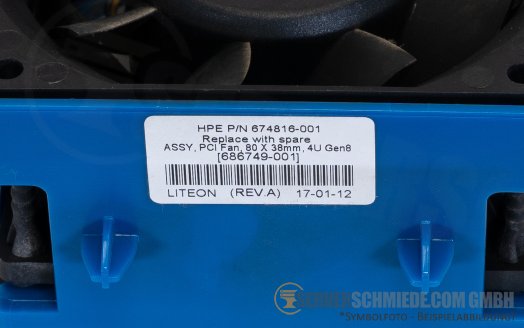 HPE P/N 674816-001
Replace with spare
ASSY, PCI Fan, 80 X 38mm, 4U Gen8
[686749-001]
LITEON (REV.A) 17-01-12
SERVERSCHMIEDE.COM GMBH
*SYMBOLFOTO - BEISPIELABBILDUNG*